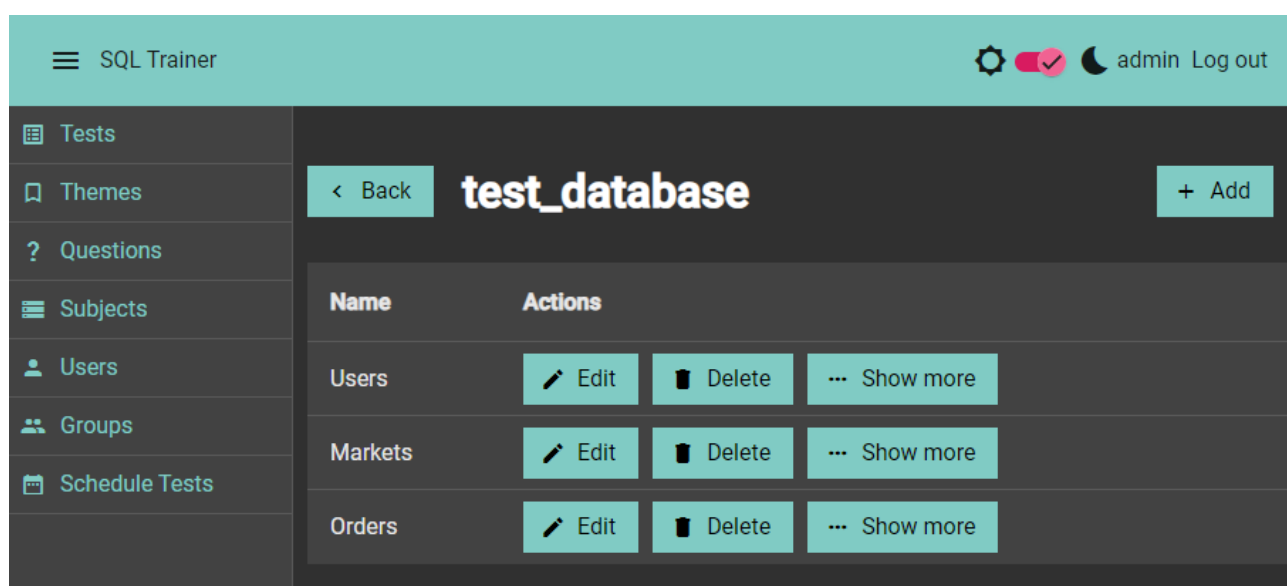 SQL Trainer
admin Log out
Tests
Themes
? Questions
Subjects
Users
Groups
Schedule Tests
< Back
test_database
+ Add
Name Actions
Users Edit Delete ... Show more
Markets Edit Delete ... Show more
Orders Edit Delete ... Show more